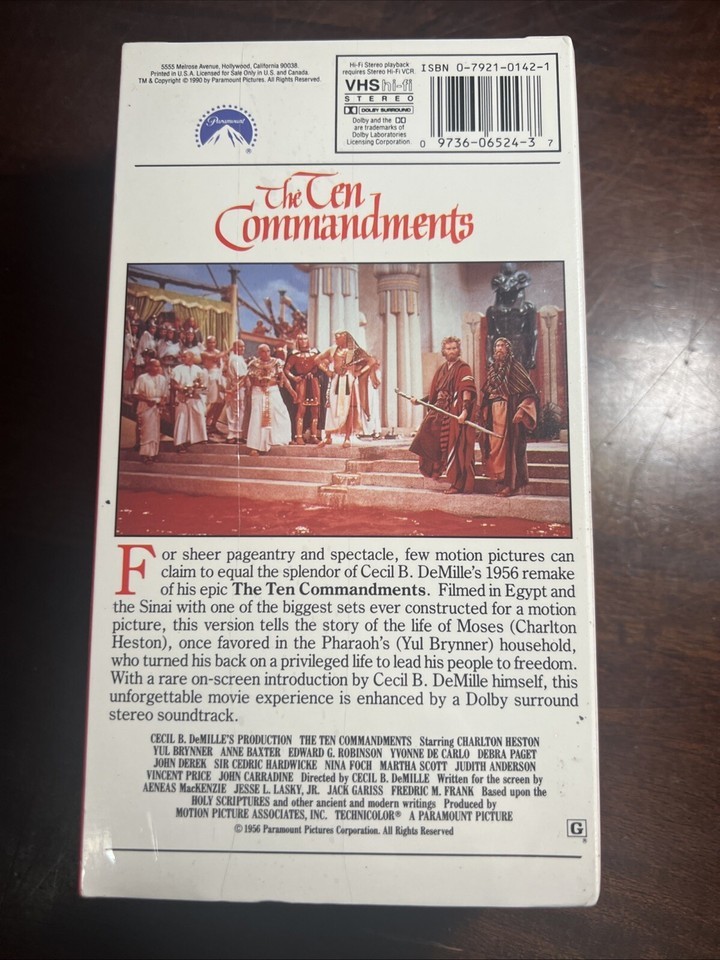 5555 Melrose Avenue, Hollywood, California 90038.
Printed in U.S.A. Licensed for Sale Only in U.S. and Canada.
TM & Copyright © 1990 by Paramount Pictures. All Rights Reserved.
Paramount
®
Hi-Fi Stereo playback
requires Stereo Hi-Fi VCR
VHS hi-fi
STEREO
DOLBY SURROUND
Dolby and the
are trademarks of
Dolby Laboratories
Licensing Corporation.
ISBN 0-7921-0142-1
0 9736-06524-3 7
The Ten
Commandments
For sheer pageantry and spectacle, few motion pictures can
claim to equal the splendor of Cecil B. DeMille's 1956 remake
of his epic The Ten Commandments. Filmed in Egypt and
the Sinai with one of the biggest sets ever constructed for a motion
picture, this version tells the story of the life of Moses (Charlton
Heston), once favored in the Pharaoh's (Yul Brynner) household,
who turned his back on a privileged life to lead his people to freedom.
With a rare on-screen introduction by Cecil B. DeMille himself, this
unforgettable movie experience is enhanced by a Dolby surround
stereo soundtrack.
CECIL B. DeMILLE'S PRODUCTION THE TEN COMMANDMENTS Starring CHARLTON HESTON
YUL BRYNNER ANNE BAXTER EDWARD G. ROBINSON YVONNE DE CARLO DEBRA PAGET
JOHN DEREK SIR CEDRIC HARDWICKE NINA FOCH MARTHA SCOTT JUDITH ANDERSON
VINCENT PRICE JOHN CARRADINE Directed by CECIL B. DeMILLE Written for the screen by
AENEAS MacKENZIE JESSE L. LASKY, JR. JACK GARISS FREDRIC M. FRANK Based upon the
HOLY SCRIPTURES and other ancient and modern writings Produced by
MOTION PICTURE ASSOCIATES, INC. TECHNICOLOR® A PARAMOUNT PICTURE
© 1956 Paramount Pictures Corporation. All Rights Reserved
G
®